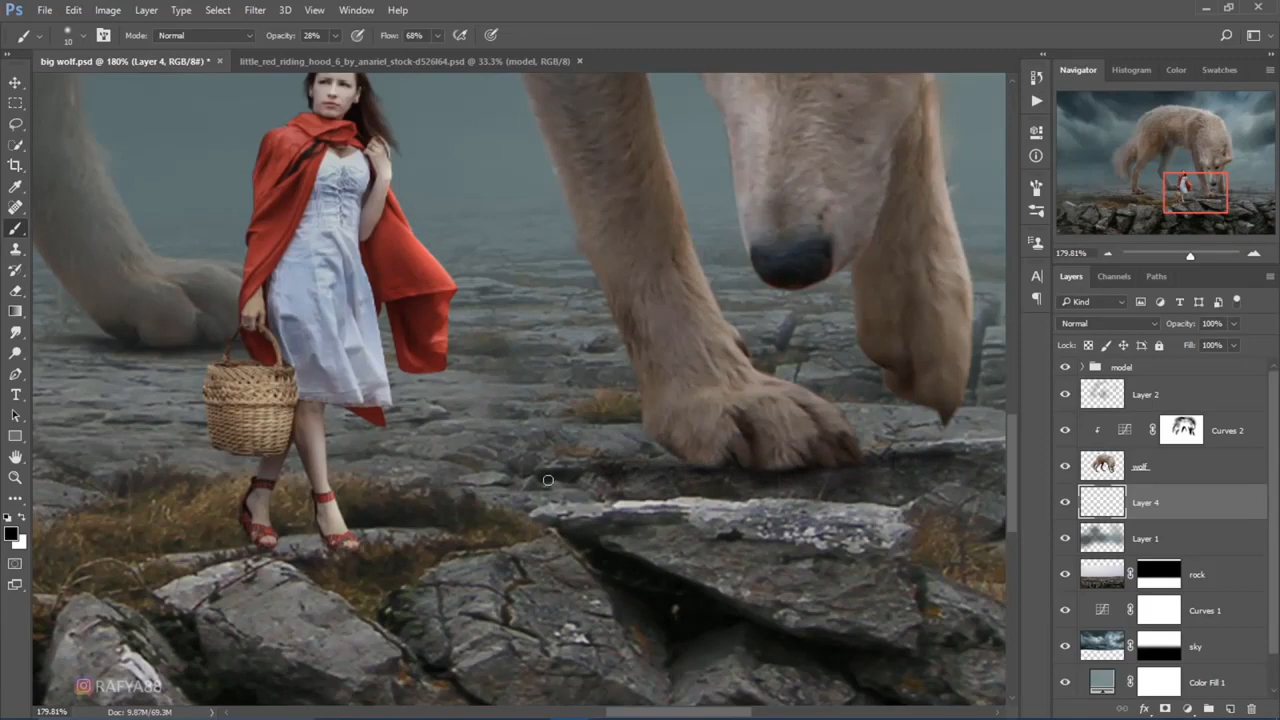 Ps File Edit Image Layer Type Select Filter 3D View Window Help
10 Mode: Normal Opacity: 28% Flow: 68%
big wolf.psd @ 180% (Layer 4, RGB/8#) * × little_red_riding_hood_6_by_anariel_stock-d526l64.psd @ 33.3% (model, RGB/8) ×
Navigator Histogram Color Swatches
179.81%
Layers Channels Paths
Kind
Normal Opacity: 100%
Lock: Fill: 100%
model
Layer 2
Curves 2
wolf
Layer 4
Layer 1
rock
Curves 1
sky
Color Fill 1
RAFYA88
179.81% Doc: 9.87M/69.3M
fx